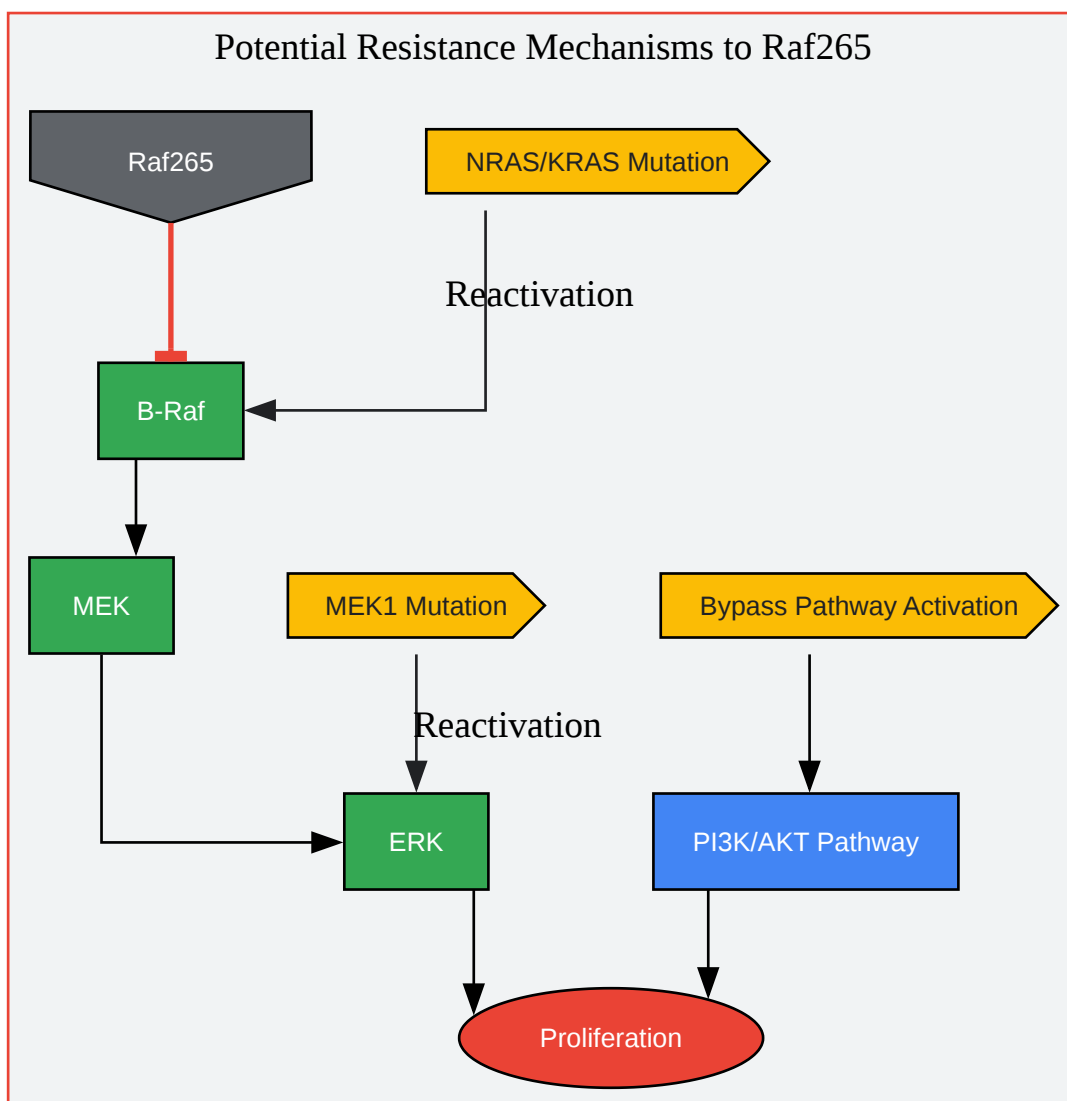 Potential Resistance Mechanisms to Raf265
Raf265
NRAS/KRAS Mutation
Reactivation
B-Raf
MEK
MEK1 Mutation
Bypass Pathway Activation
Reactivation
ERK
PI3K/AKT Pathway
Proliferation